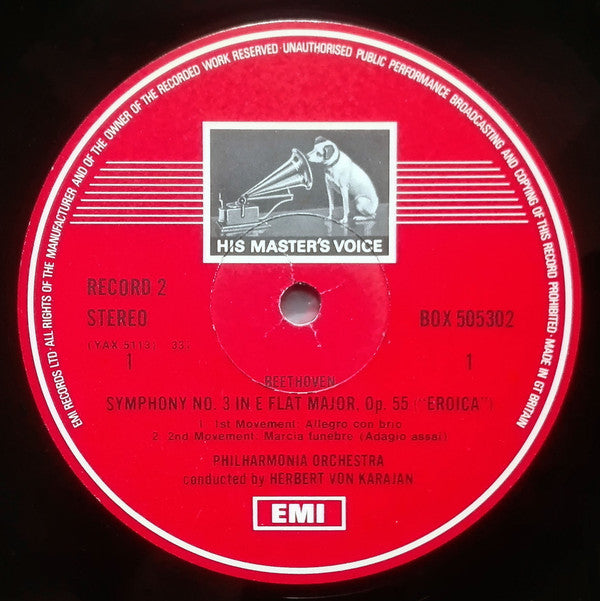 EMI RECORDS LTD · ALL RIGHTS OF THE MANUFACTURER AND OF THE OWNER OF THE RECORDED WORK RESERVED · UNAUTHORISED PUBLIC PERFORMANCE BROADCASTING AND COPYING OF THIS RECORD PROHIBITED · MADE IN GT BRITAIN
HIS MASTER'S VOICE
RECORD 2
STEREO
BOX 505302
(YAX 5113) 33
1
1
BEETHOVEN
SYMPHONY NO. 3 IN E FLAT MAJOR, Op. 55 ("EROICA")
1. 1st Movement: Allegro con brio
2. 2nd Movement: Marcia funebre (Adagio assai)
PHILHARMONIA ORCHESTRA
conducted by HERBERT VON KARAJAN
EMI